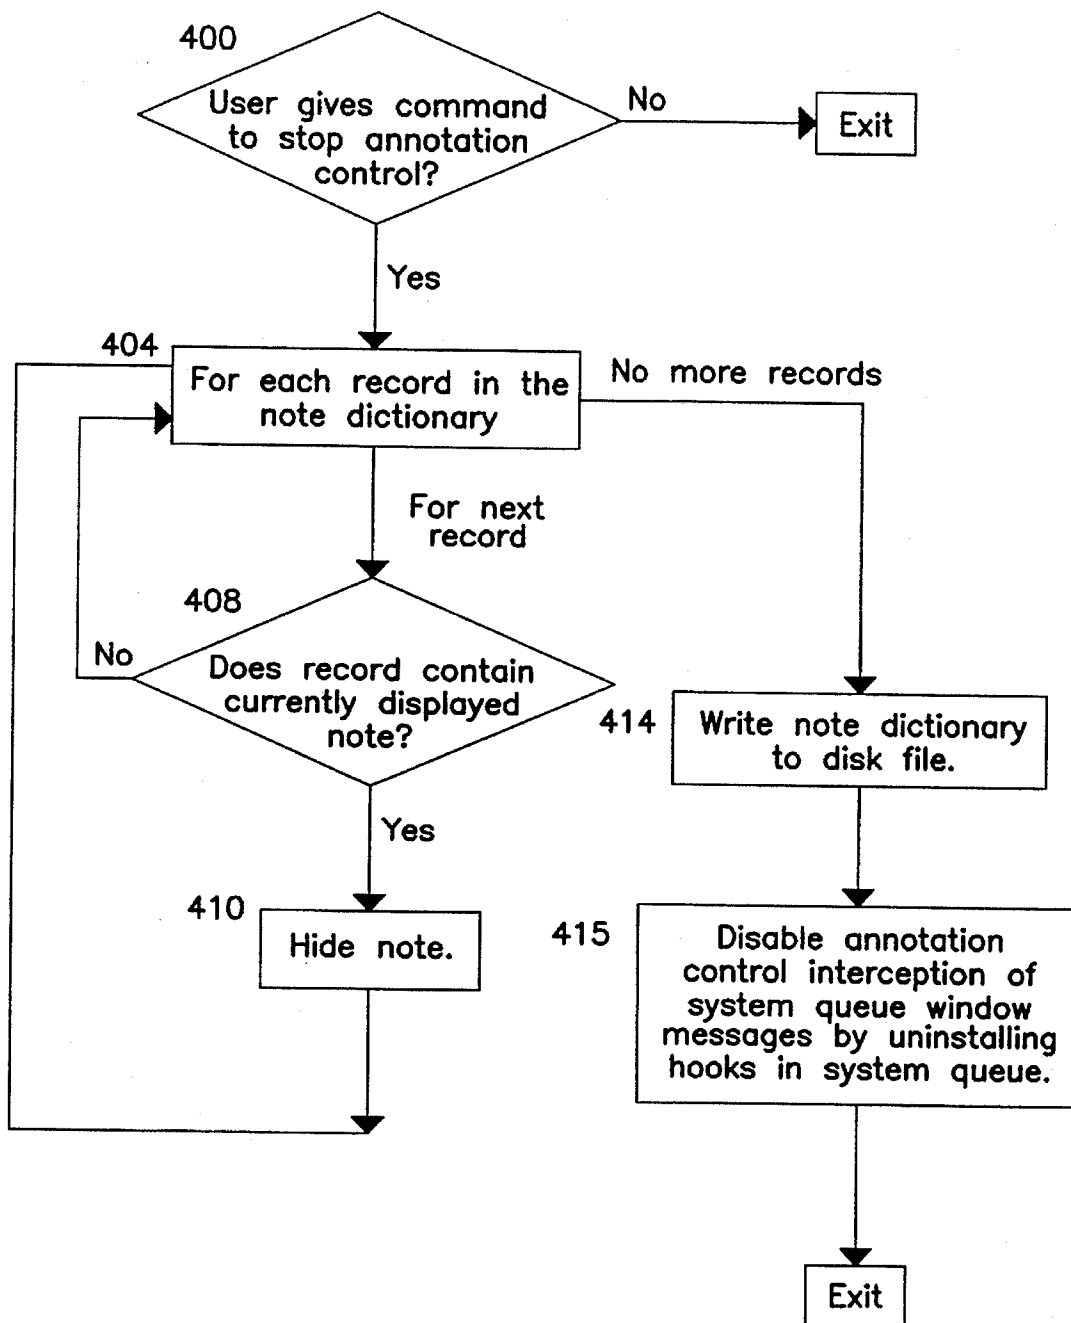 400
User gives command
to stop annotation
control?
No
Exit
Yes
404
For each record in the
note dictionary
No more records
For next
record
408
No
Does record contain
currently displayed
note?
414
Write note dictionary
to disk file.
Yes
410
Hide note.
415
Disable annotation
control interception of
system queue window
messages by uninstalling
hooks in system queue.
Exit